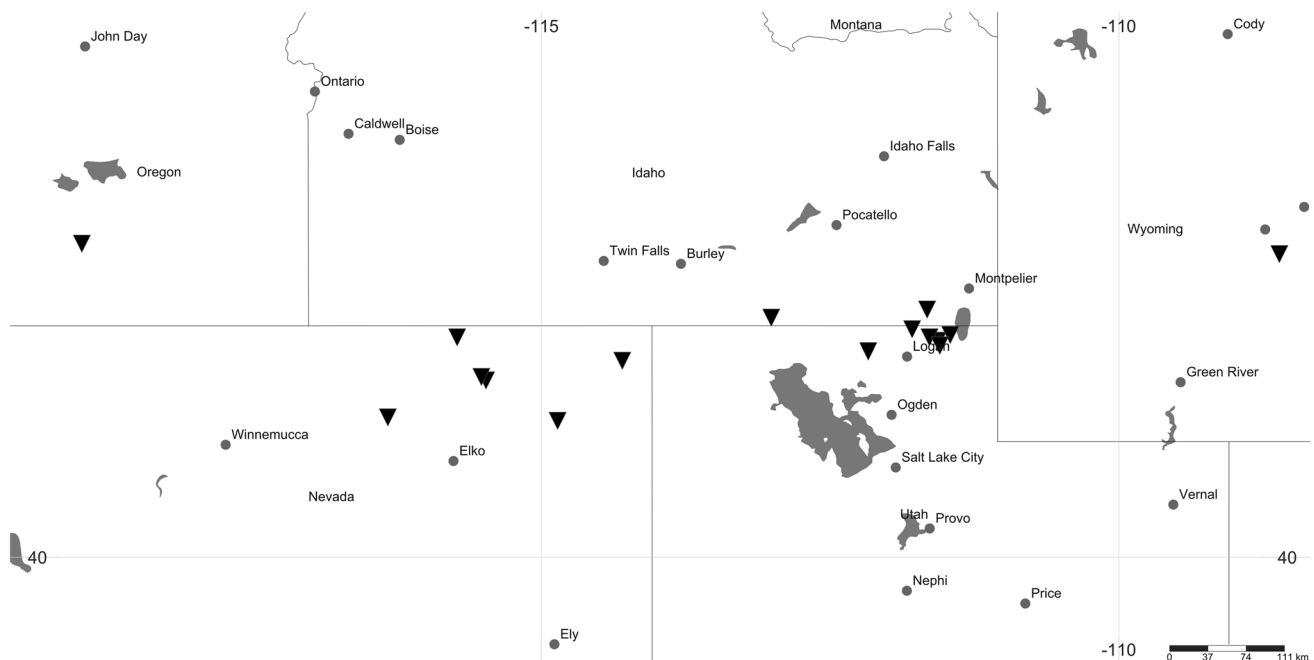 -115
-110
Montana
Cody
John Day
Ontario
Caldwell
Boise
Idaho Falls
Oregon
Idaho
Pocatello
Wyoming
Twin Falls
Burley
Montpelier
Logan
Green River
Ogden
Winnemucca
Elko
Salt Lake City
Nevada
Vernal
Utah
Provo
40
40
Nephi
Price
Ely
-110
0 37 74 111 km